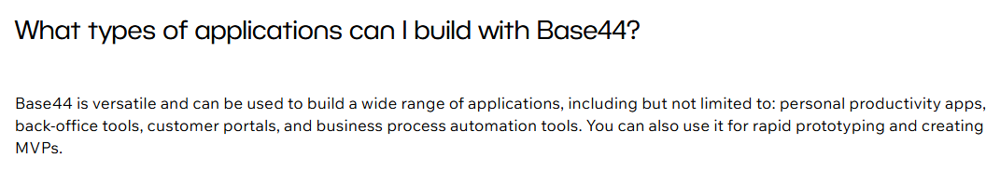 What types of applications can I build with Base44?
Base44 is versatile and can be used to build a wide range of applications, including but not limited to: personal productivity apps,
back-office tools, customer portals, and business process automation tools. You can also use it for rapid prototyping and creating
MVPs.